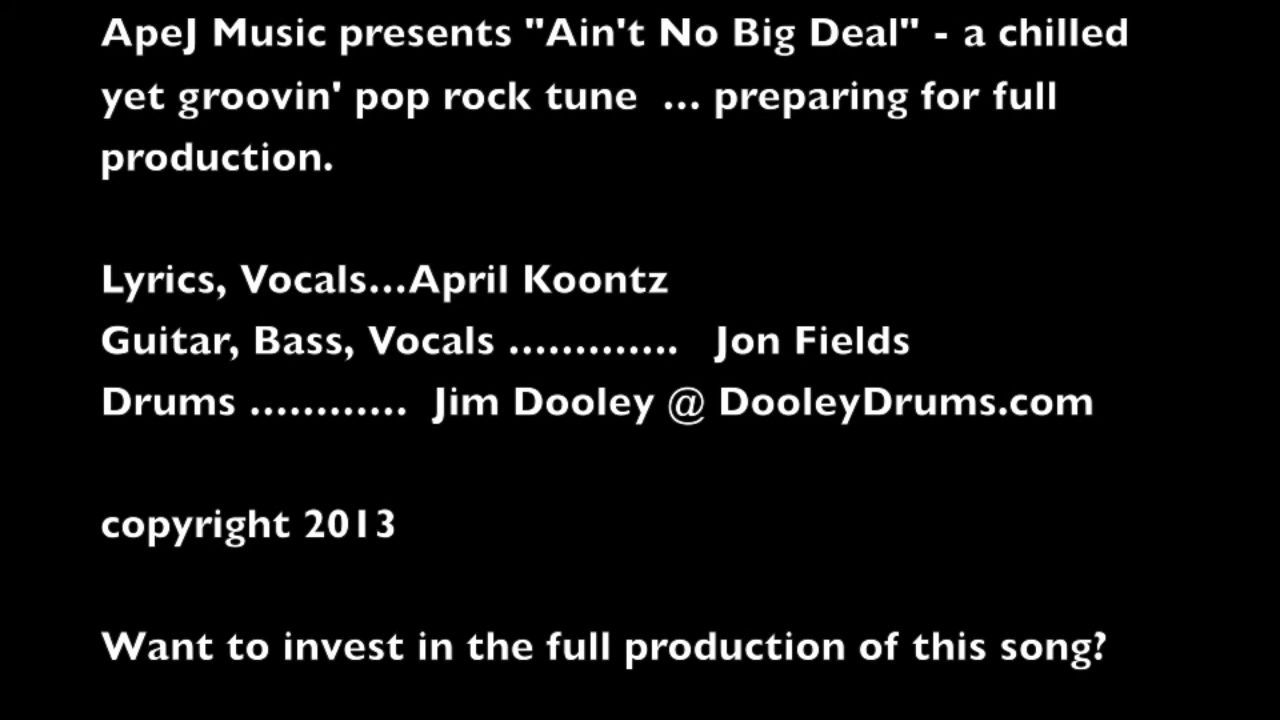 ApeJ Music presents "Ain't No Big Deal" - a chilled
yet groovin' pop rock tune  ... preparing for full
production.
Lyrics, Vocals...April Koontz
Guitar, Bass, Vocals .............   Jon Fields
Drums ............  Jim Dooley @ DooleyDrums.com
copyright 2013
Want to invest in the full production of this song?